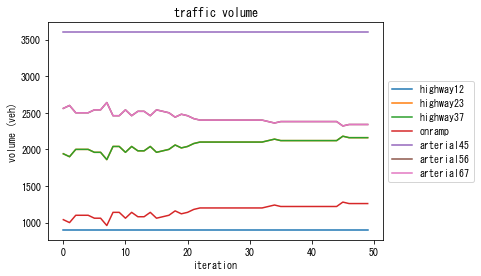 traffic volume
volume (veh)
3500
3000
2500
2000
1500
1000
0
10
20
30
40
50
iteration
highway12
highway23
highway37
onramp
arterial45
arterial56
arterial67